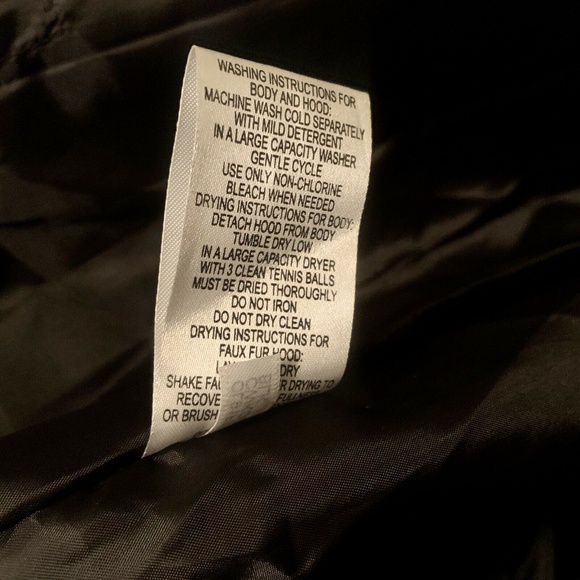 WASHING INSTRUCTIONS FOR
BODY AND HOOD:
MACHINE WASH COLD SEPARATELY
WITH MILD DETERGENT
IN A LARGE CAPACITY WASHER
GENTLE CYCLE
USE ONLY NON-CHLORINE
BLEACH WHEN NEEDED
DRYING INSTRUCTIONS FOR BODY:
DETACH HOOD FROM BODY
TUMBLE DRY LOW
IN A LARGE CAPACITY DRYER
WITH 3 CLEAN TENNIS BALLS
MUST BE DRIED THOROUGHLY
DO NOT IRON
DO NOT DRY CLEAN
DRYING INSTRUCTIONS FOR
FAUX FUR HOOD:
DRY
SHAKE DRYING TO
OR BRUSH